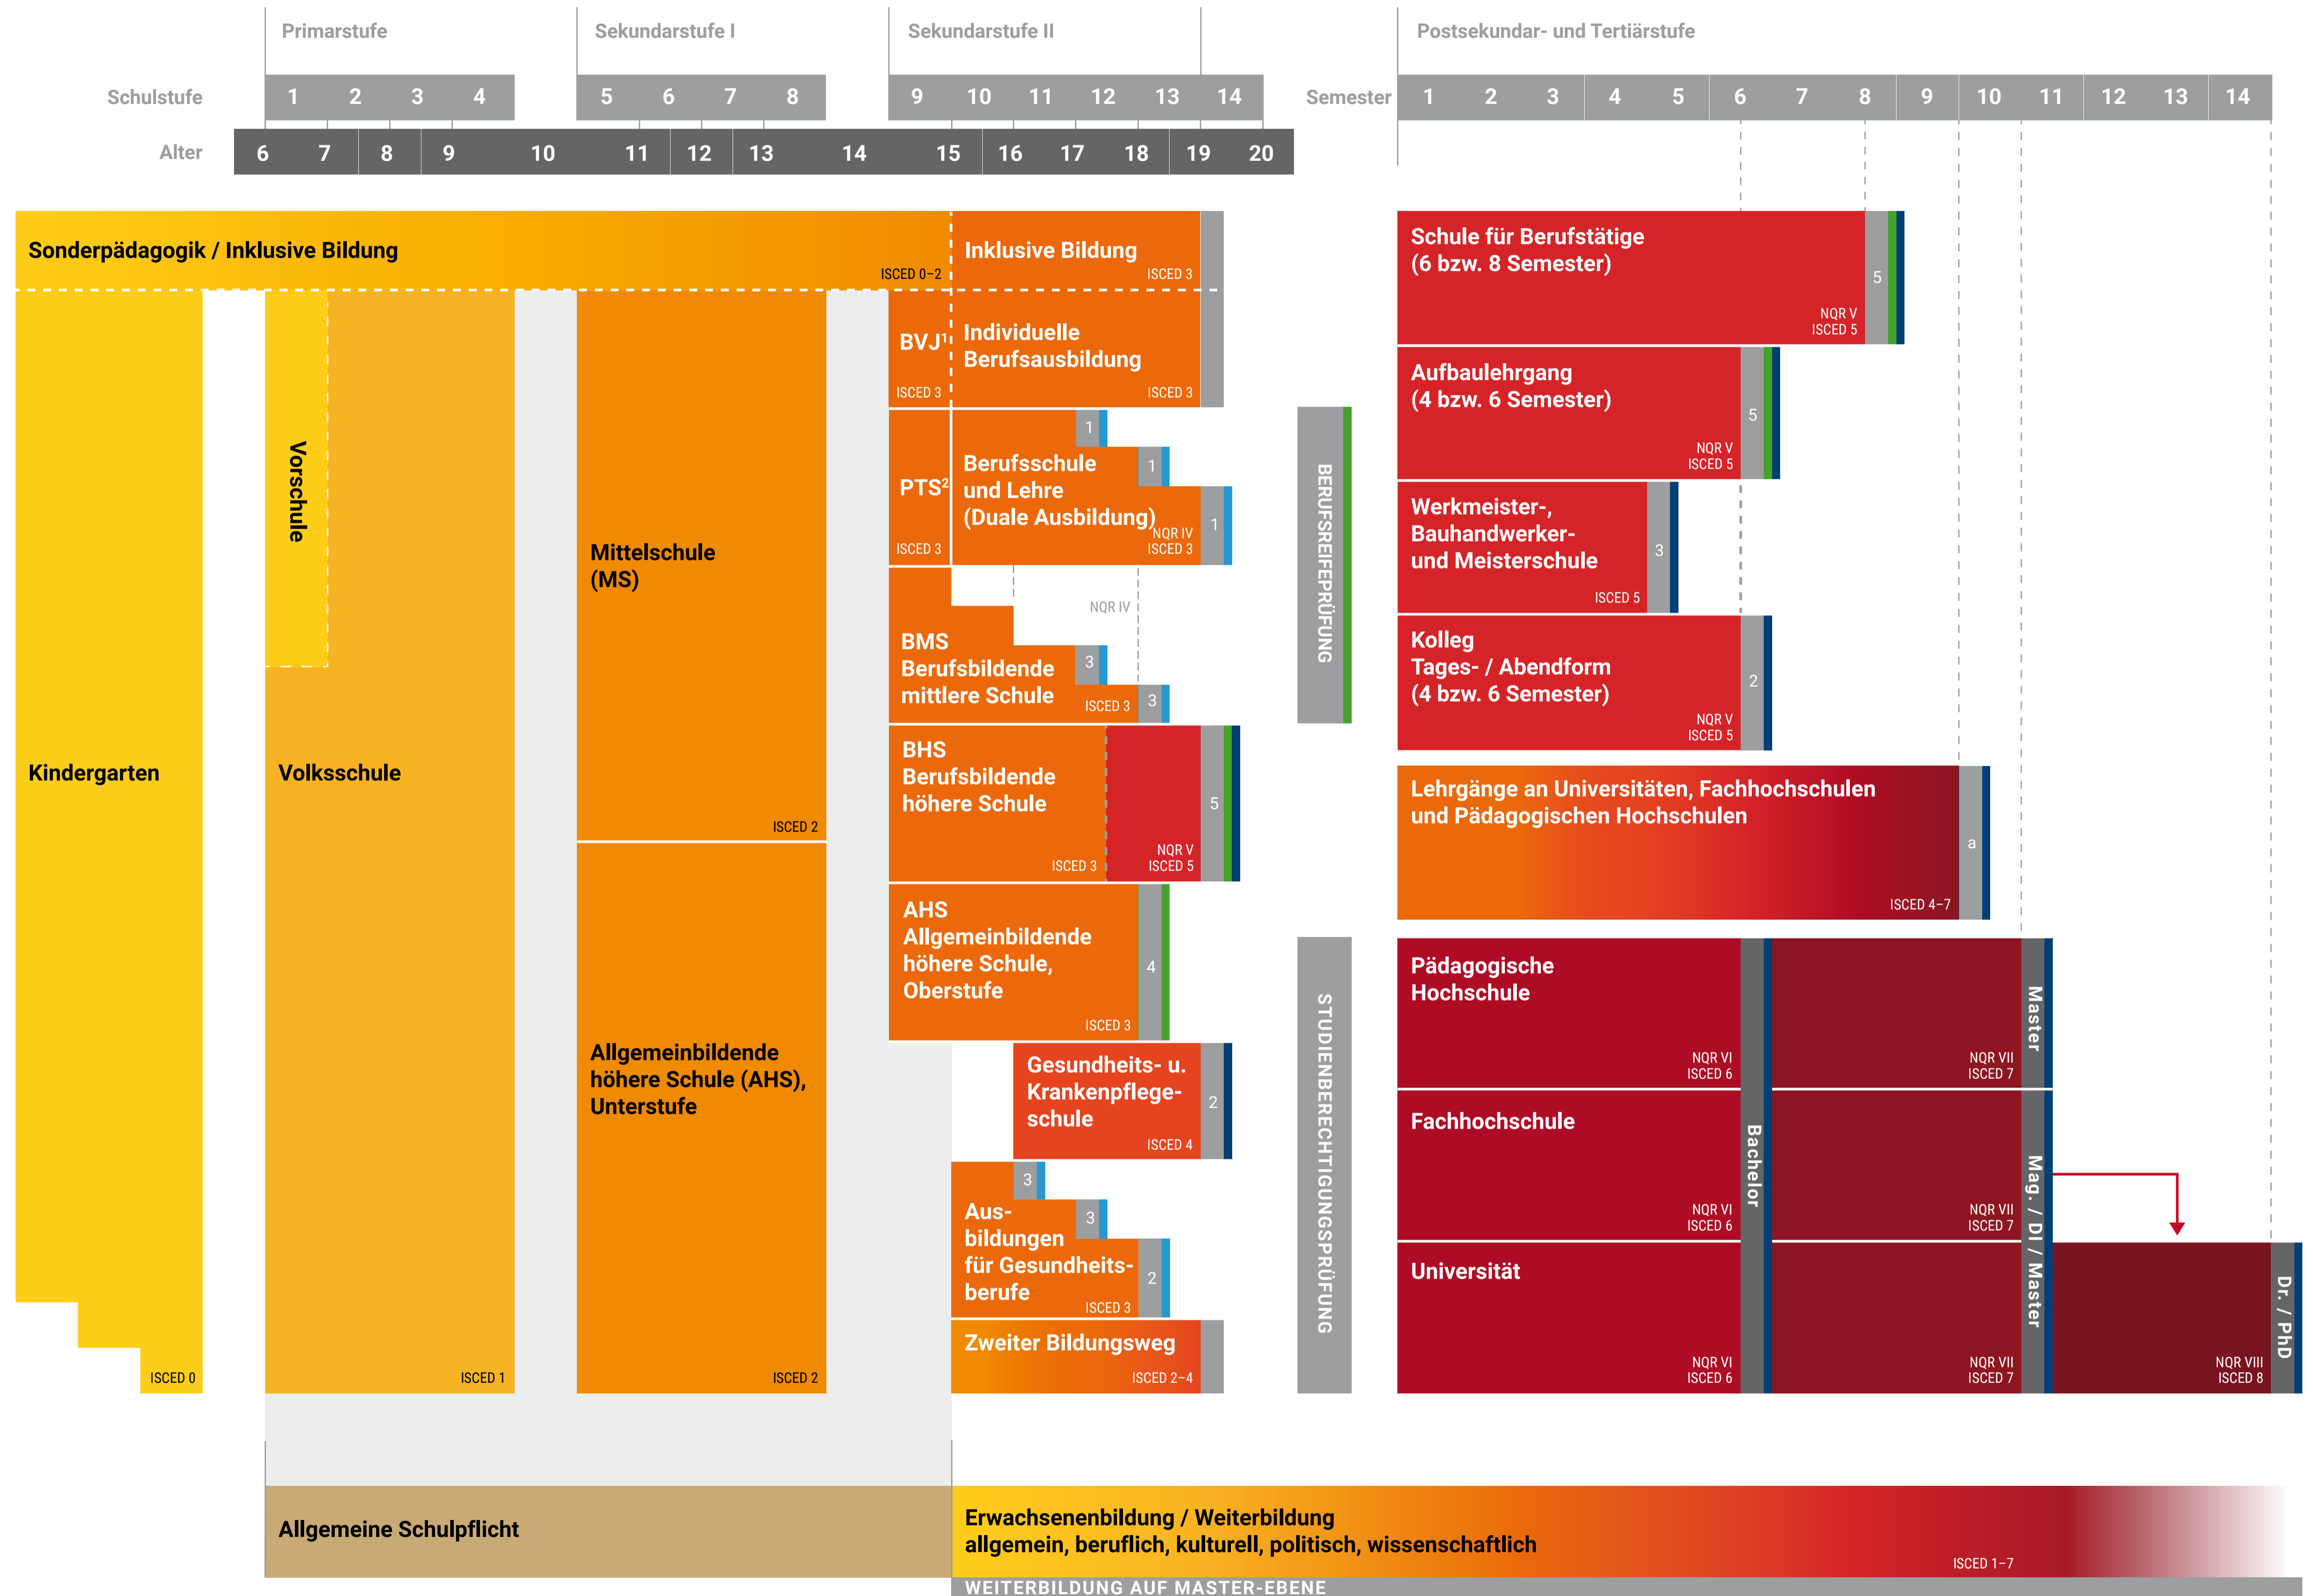 Primarstufe
Sekundarstufe I
Sekundarstufe II
Postsekundar- und Tertiärstufe
Schulstufe
1 2 3 4
5 6 7 8
9 10 11 12 13 14
Semester
1 2 3 4 5 6 7 8 9 10 11 12 13 14
Alter
6 7 8 9 10 11 12 13 14 15 16 17 18 19 20
Sonderpädagogik / Inklusive Bildung
ISCED 0–2
Inklusive Bildung
ISCED 3
Kindergarten
ISCED 0
Vorschule
Volksschule
ISCED 1
Mittelschule
(MS)
ISCED 2
Allgemeinbildende
höhere Schule (AHS),
Unterstufe
ISCED 2
BVJ¹
ISCED 3
Individuelle
Berufsausbildung
ISCED 3
PTS²
ISCED 3
1
1
Berufsschule
und Lehre
(Duale Ausbildung)
NQR IV
ISCED 3
1
NQR IV
BMS
Berufsbildende
mittlere Schule
ISCED 3
3
3
BHS
Berufsbildende
höhere Schule
ISCED 3
NQR V
ISCED 5
5
AHS
Allgemeinbildende
höhere Schule,
Oberstufe
ISCED 3
4
Gesundheits- u.
Krankenpflege-
schule
ISCED 4
2
3
3
Aus-
bildungen
für Gesundheits-
berufe
ISCED 3
2
Zweiter Bildungsweg
ISCED 2–4
BERUFSREIFEPRÜFUNG
STUDIENBERECHTIGUNGSPRÜFUNG
Schule für Berufstätige
(6 bzw. 8 Semester)
NQR V
ISCED 5
5
Aufbaulehrgang
(4 bzw. 6 Semester)
NQR V
ISCED 5
5
Werkmeister-,
Bauhandwerker-
und Meisterschule
ISCED 5
3
Kolleg
Tages- / Abendform
(4 bzw. 6 Semester)
NQR V
ISCED 5
2
Lehrgänge an Universitäten, Fachhochschulen
und Pädagogischen Hochschulen
ISCED 4–7
a
Pädagogische
Hochschule
NQR VI
ISCED 6
NQR VII
ISCED 7
Master
Fachhochschule
NQR VI
ISCED 6
Bachelor
NQR VII
ISCED 7
Mag. / DI / Master
Universität
NQR VI
ISCED 6
NQR VII
ISCED 7
NQR VIII
ISCED 8
Dr. / PhD
Allgemeine Schulpflicht
Erwachsenenbildung / Weiterbildung
allgemein, beruflich, kulturell, politisch, wissenschaftlich
ISCED 1–7
WEITERBILDUNG AUF MASTER-EBENE